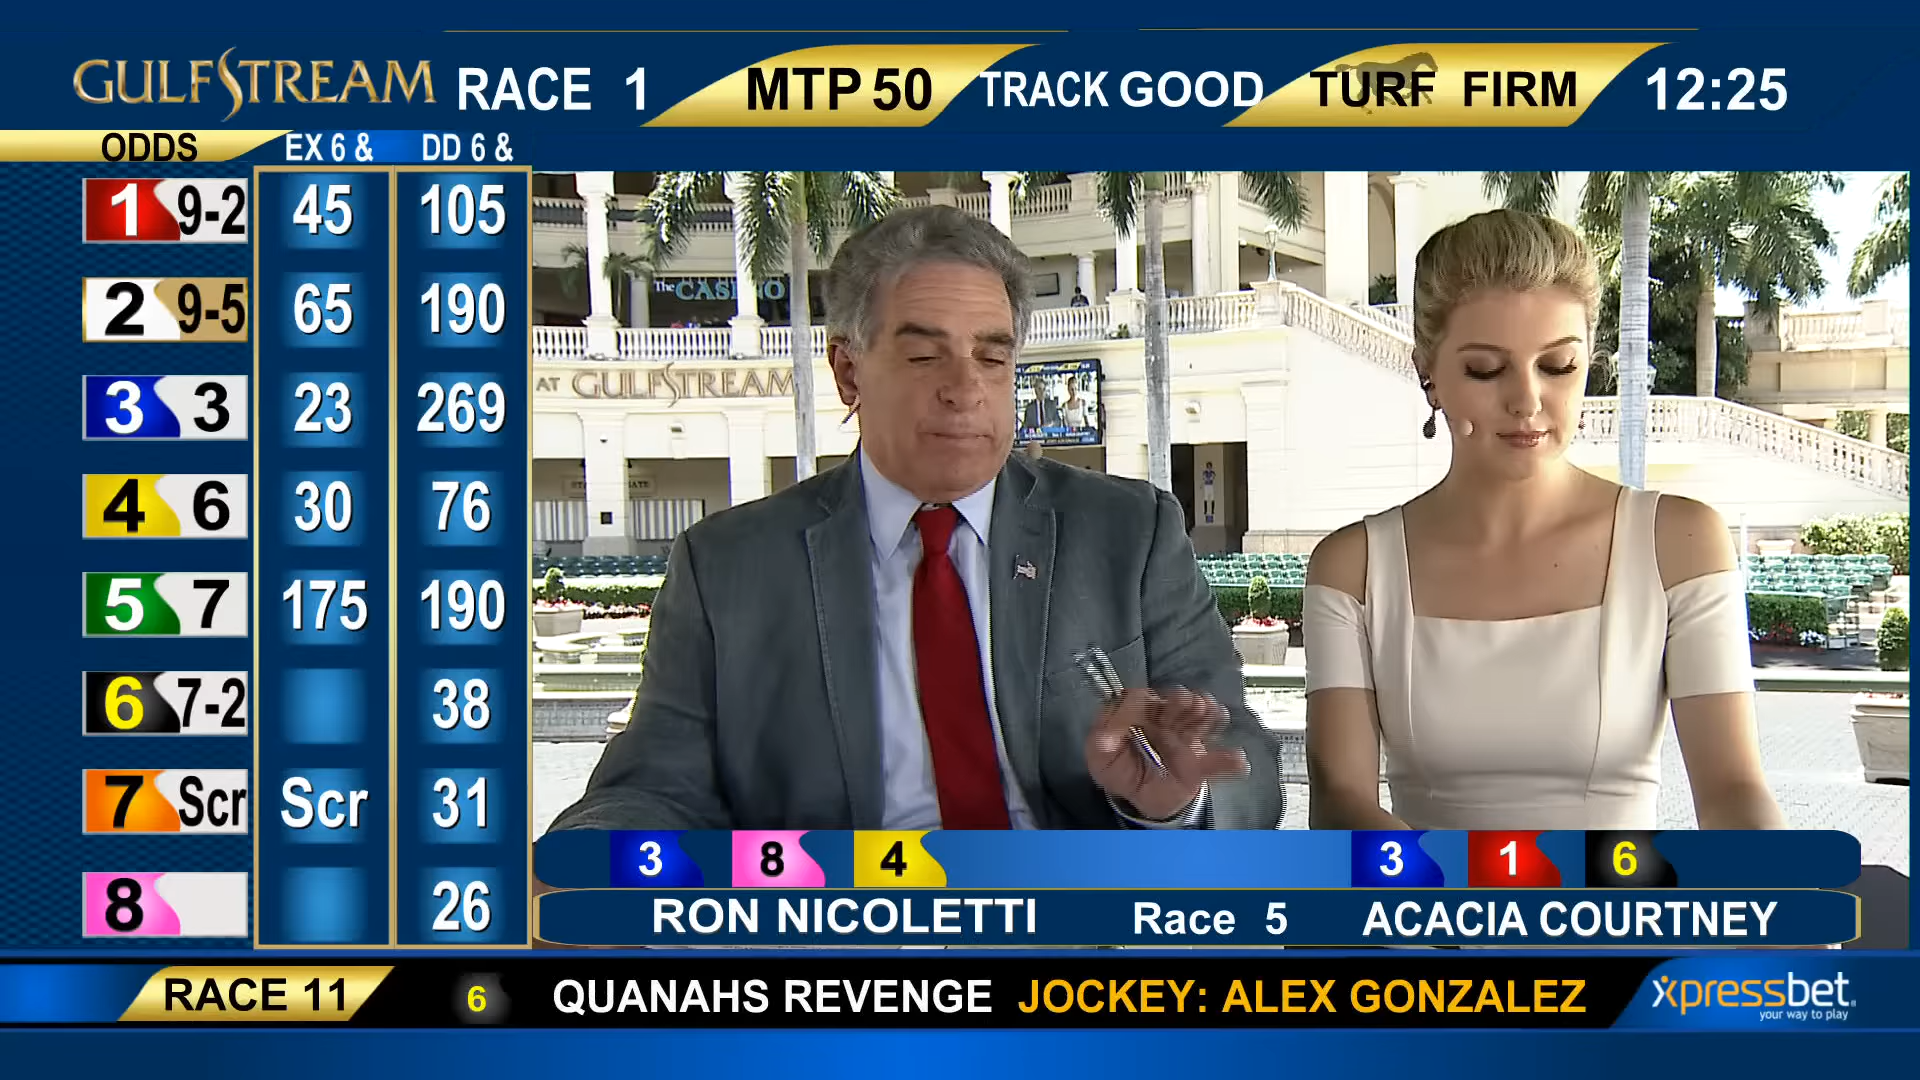 GULFSTREAM RACE 1 MTP 50 TRACK GOOD TURF FIRM 12:25
ODDS EX 6 & DD 6 &
1 9-2 45 105
2 9-5 65 190
3 3 23 269
4 6 30 76
5 7 175 190
6 7-2 38
7 Scr Scr 31
8 26
The CASINO
AT GULFSTREAM
3 8 4 3 1 6
RON NICOLETTI Race 5 ACACIA COURTNEY
RACE 11 6 QUANAHS REVENGE JOCKEY: ALEX GONZALEZ xpressbet.
your way to play